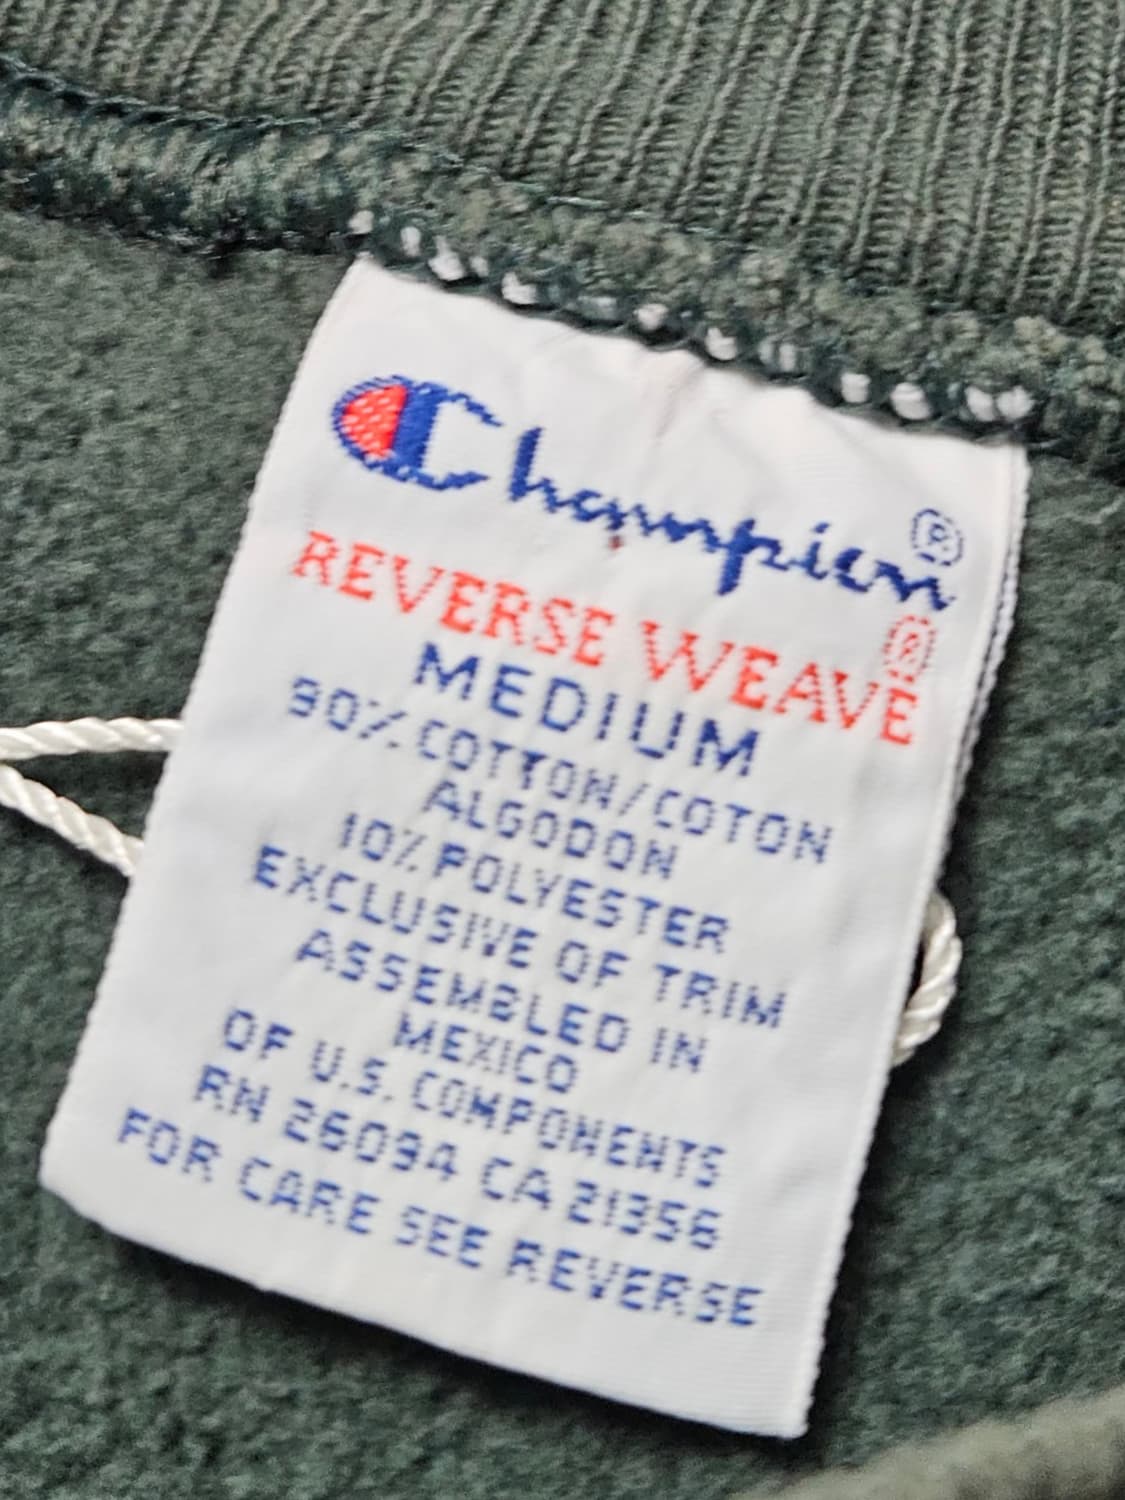 Champion®
REVERSE WEAVE®
MEDIUM
90% COTTON/COTON
ALGODON
10% POLYESTER
EXCLUSIVE OF TRIM
ASSEMBLED IN
MEXICO
OF U.S. COMPONENTS
RN 26094 CA 21356
FOR CARE SEE REVERSE